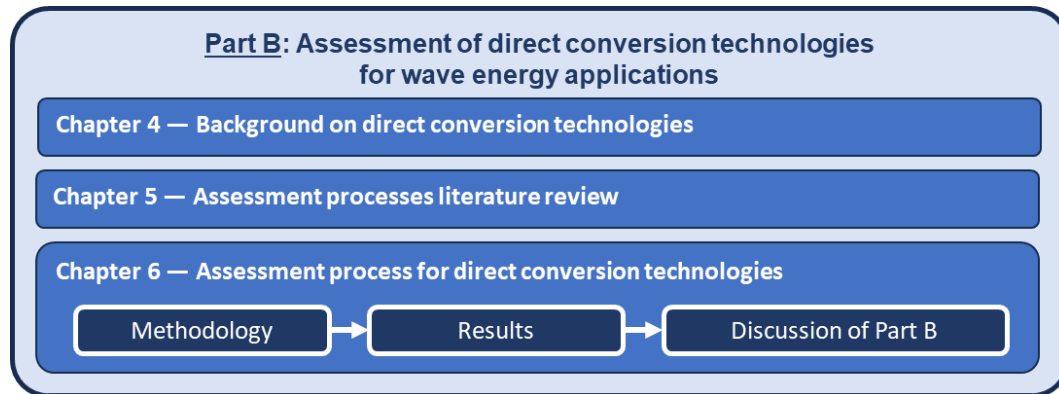 Part B: Assessment of direct conversion technologies
for wave energy applications
Chapter 4 — Background on direct conversion technologies
Chapter 5 — Assessment processes literature review
Chapter 6 — Assessment process for direct conversion technologies
Methodology
Results
Discussion of Part B